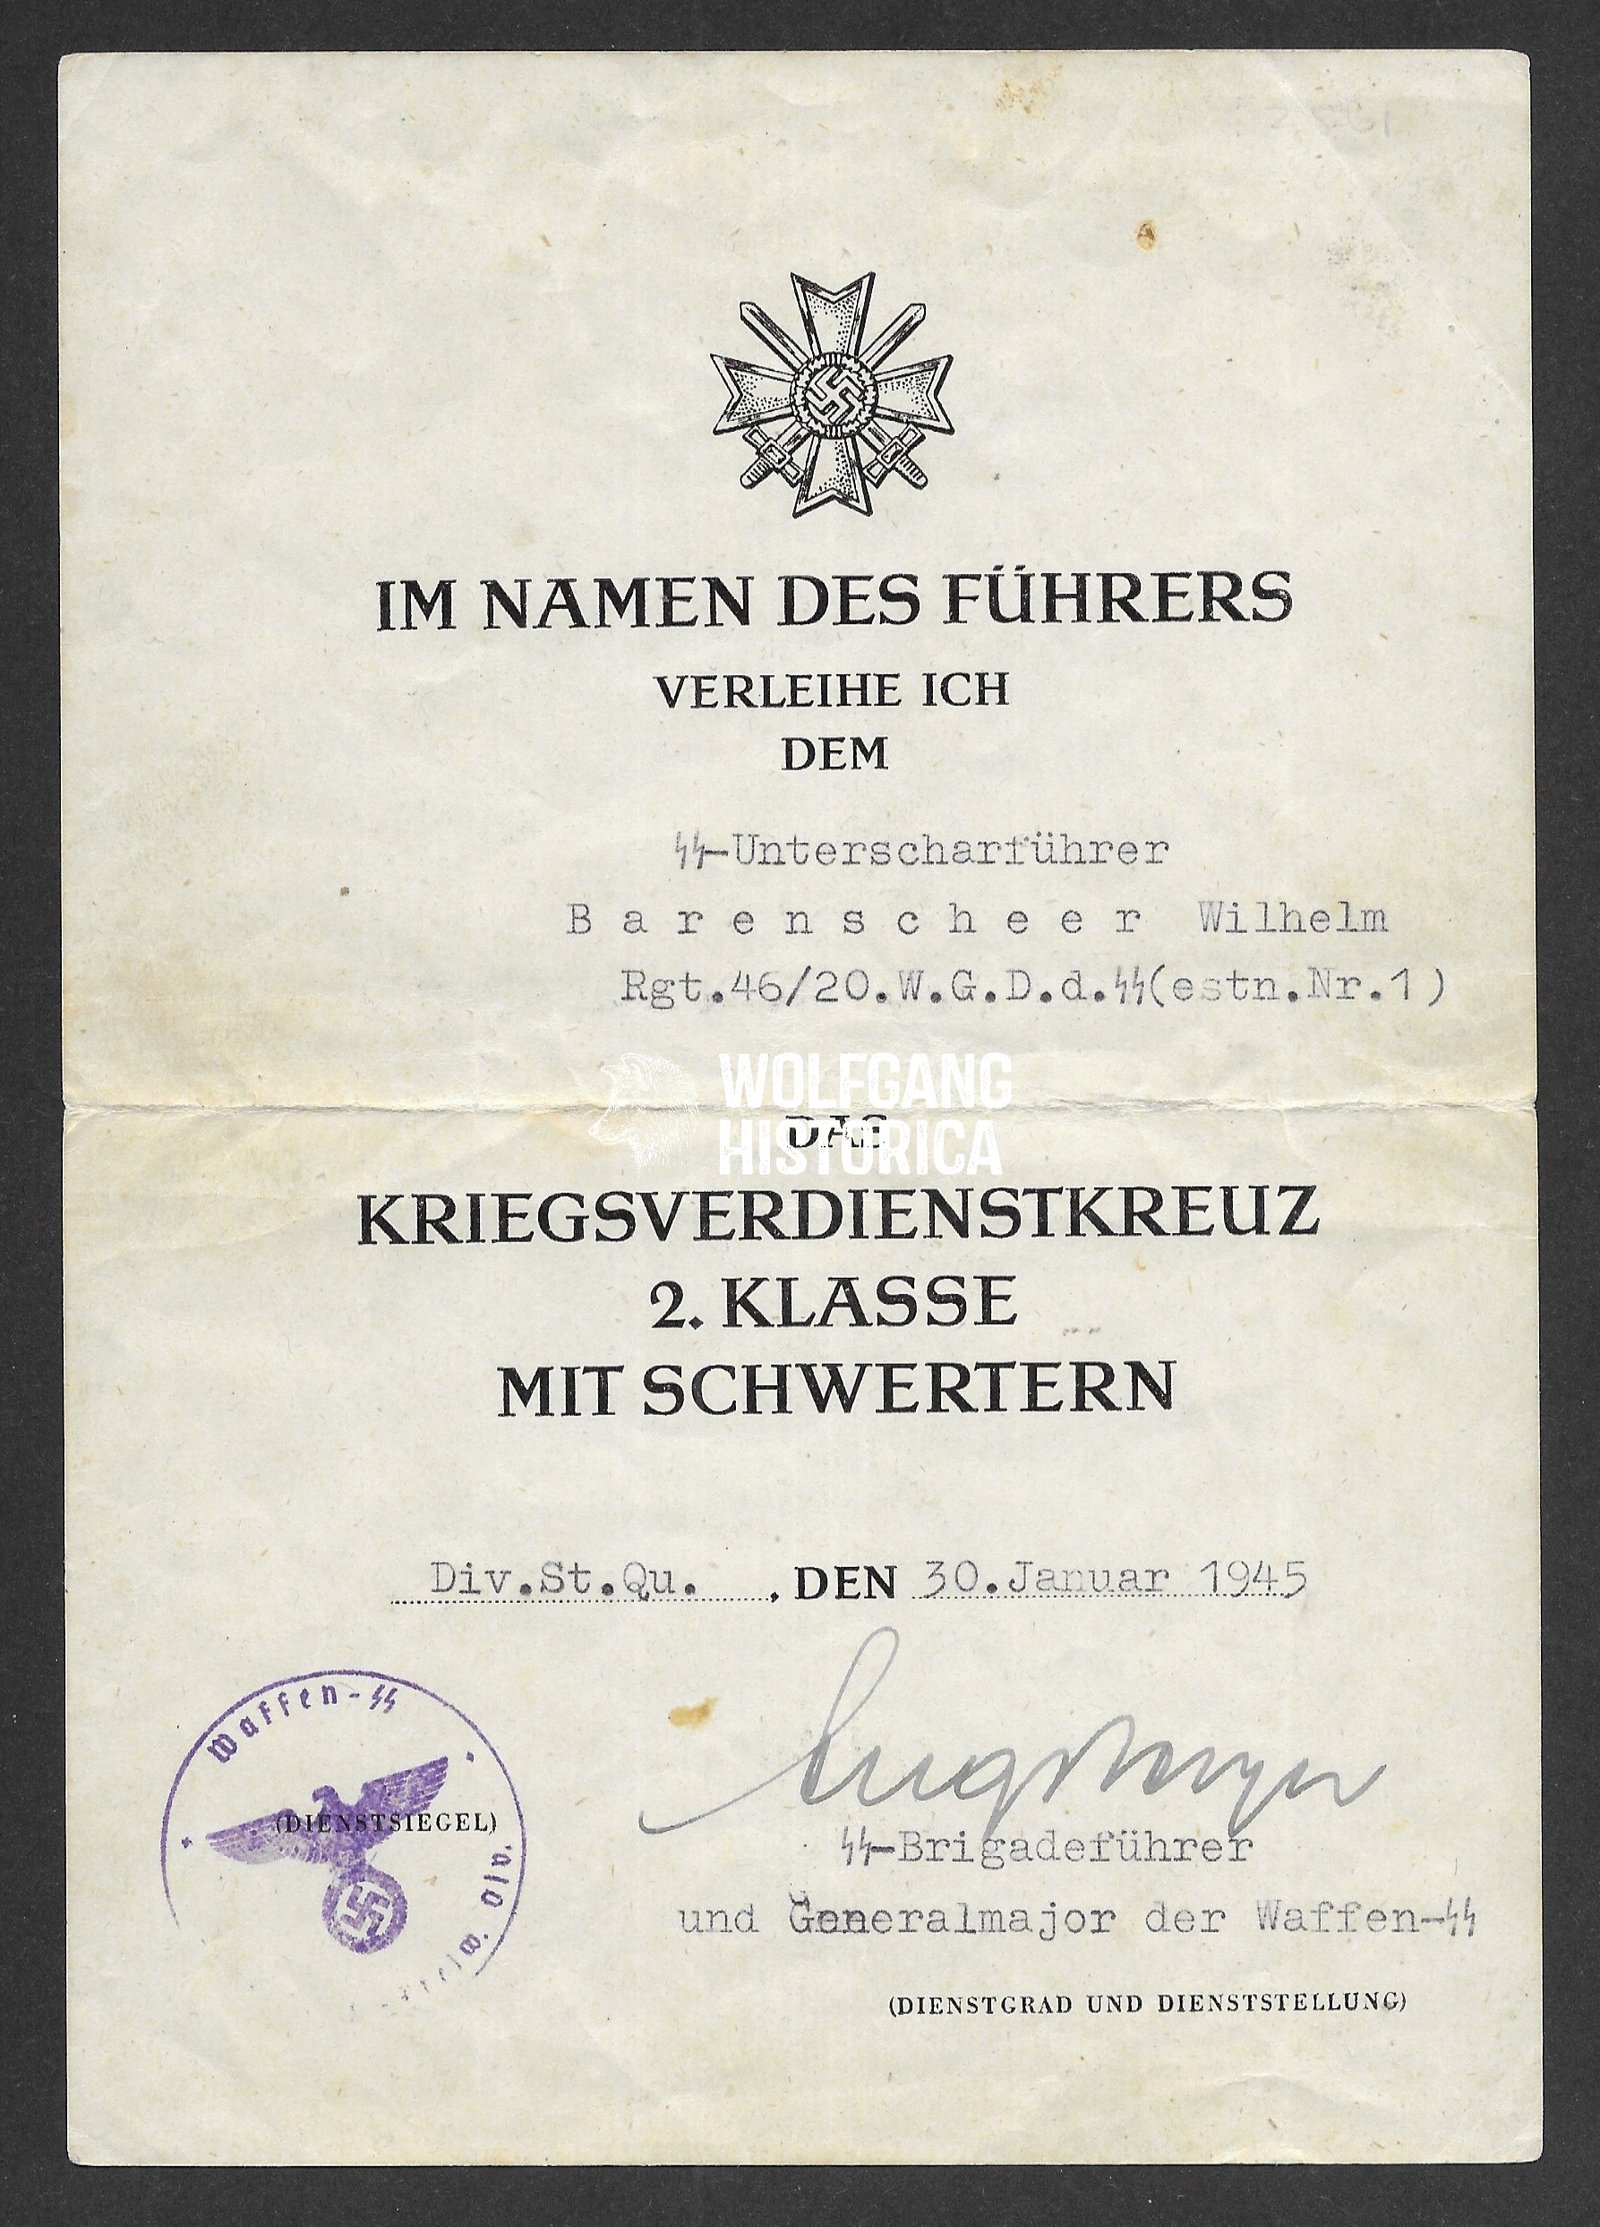 IM NAMEN DES FÜHRERS
VERLEIHE ICH
DEM
ᛋᛋ-Unterscharführer
Barenscheer Wilhelm
Rgt.46/20.W.G.D.d.ᛋᛋ(estn.Nr.1)
WOLFGANG
HISTORICA
DAS
KRIEGSVERDIENSTKREUZ
2. KLASSE
MIT SCHWERTERN
Div.St.Qu. , DEN 30.Januar 1945
Waffen-ᛋᛋ
(DIENSTSIEGEL)
ᛋᛋ-Brigadeführer
und Generalmajor der Waffen-ᛋᛋ
(DIENSTGRAD UND DIENSTSTELLUNG)